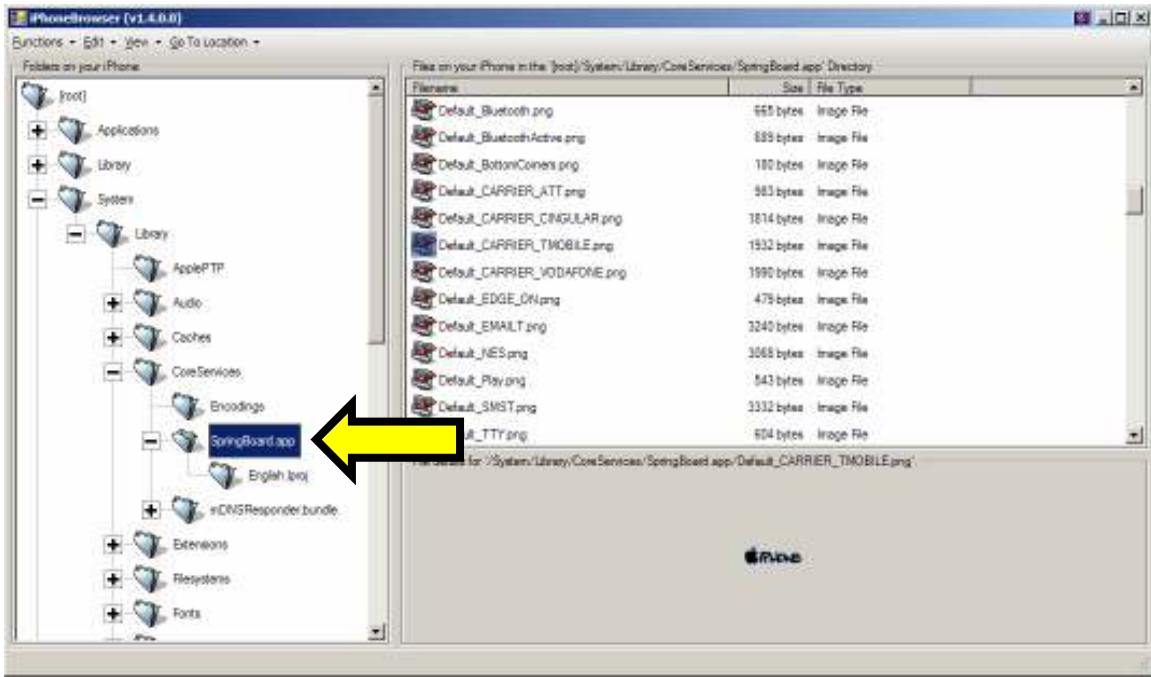 iPhoneBrowser (v1.4.0.0)
Functions Edit View Go To Location
Folders on your iPhone
[root]
Applications
Library
System
Library
ApplePTP
Audio
Caches
CoreServices
Encodings
SpringBoard.app
English.lproj
mDNSResponder.bundle
Extensions
Filesystems
Fonts
Files on your iPhone in the '[root]/System/Library/CoreServices/SpringBoard.app' Directory
Filename Size File Type
Default_Bluetooth.png 665 bytes Image File
Default_BluetoothActive.png 889 bytes Image File
Default_BottomCorners.png 180 bytes Image File
Default_CARRIER_ATT.png 983 bytes Image File
Default_CARRIER_CINGULAR.png 1814 bytes Image File
Default_CARRIER_TMOBILE.png 1932 bytes Image File
Default_CARRIER_VODAFONE.png 1990 bytes Image File
Default_EDGE_ON.png 479 bytes Image File
Default_EMAILT.png 3240 bytes Image File
Default_NES.png 3068 bytes Image File
Default_Play.png 543 bytes Image File
Default_SMST.png 3332 bytes Image File
ult_TTY.png 604 bytes Image File
for '/System/Library/CoreServices/SpringBoard.app/Default_CARRIER_TMOBILE.png'
iPhone